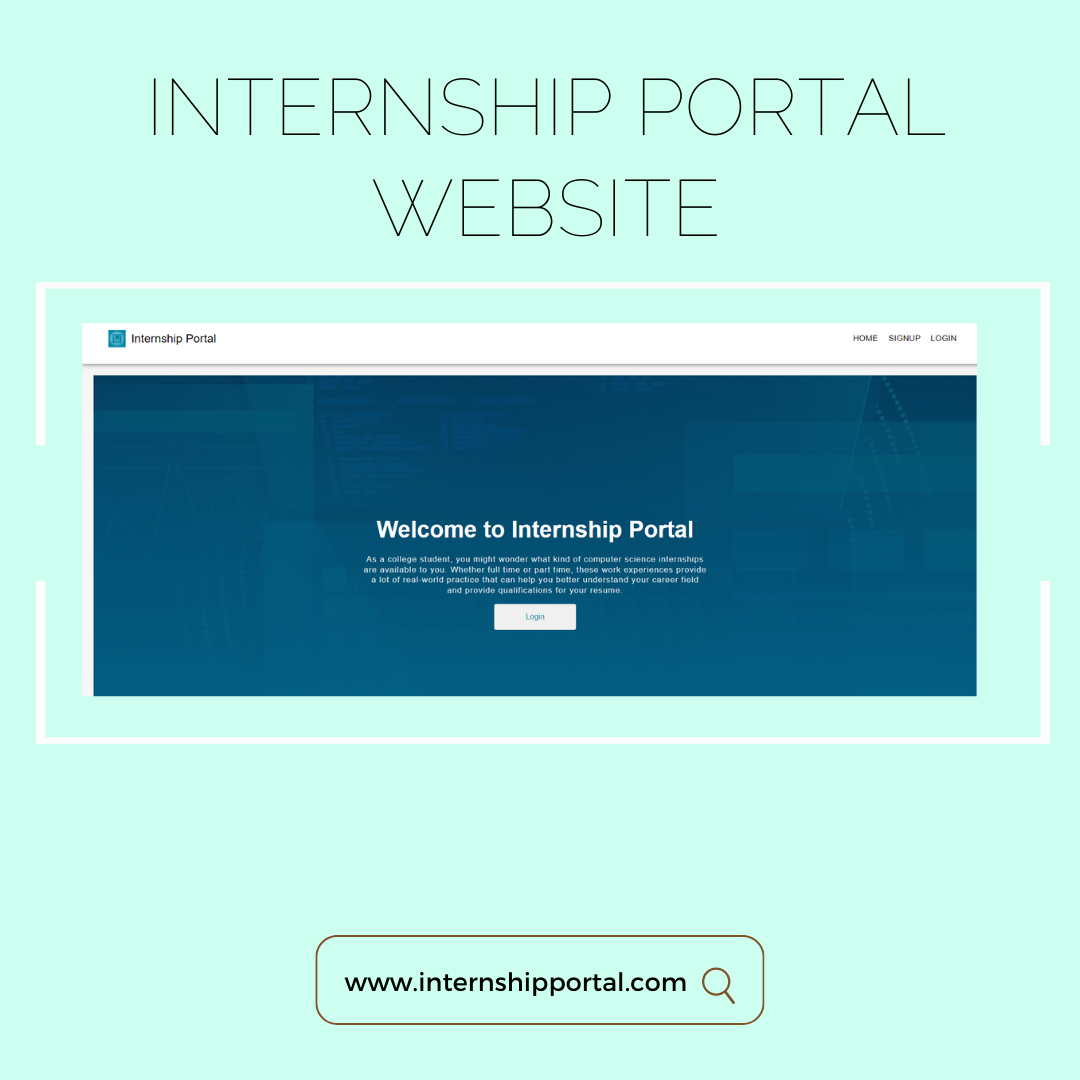 INTERNSHIP PORTAL
WEBSITE
Internship Portal
HOME SIGNUP LOGIN
Welcome to Internship Portal
As a college student, you might wonder what kind of computer science internships
are available to you. Whether full time or part time, these work experiences provide
a lot of real-world practice that can help you better understand your career field
and provide qualifications for your resume.
Login
www.internshipportal.com